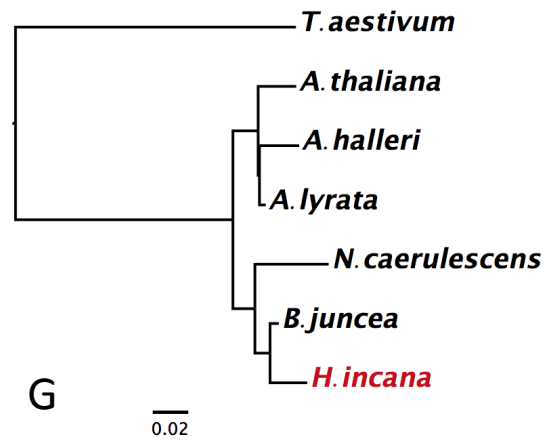 T.aestivum
A.thaliana
A.halleri
A.lyrata
N.caerulescens
B.juncea
H.incana
G
0.02